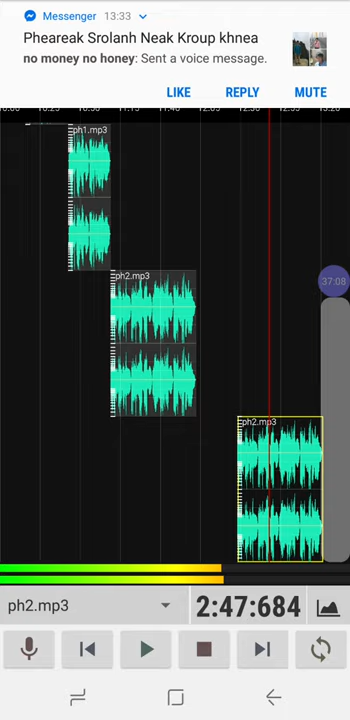 Messenger 13:33
Pheareak Srolanh Neak Kroup khnea
no money no honey: Sent a voice message.
LIKE REPLY MUTE
ph1.mp3
ph2.mp3
37:08
ph2.mp3
ph2.mp3 2:47:684